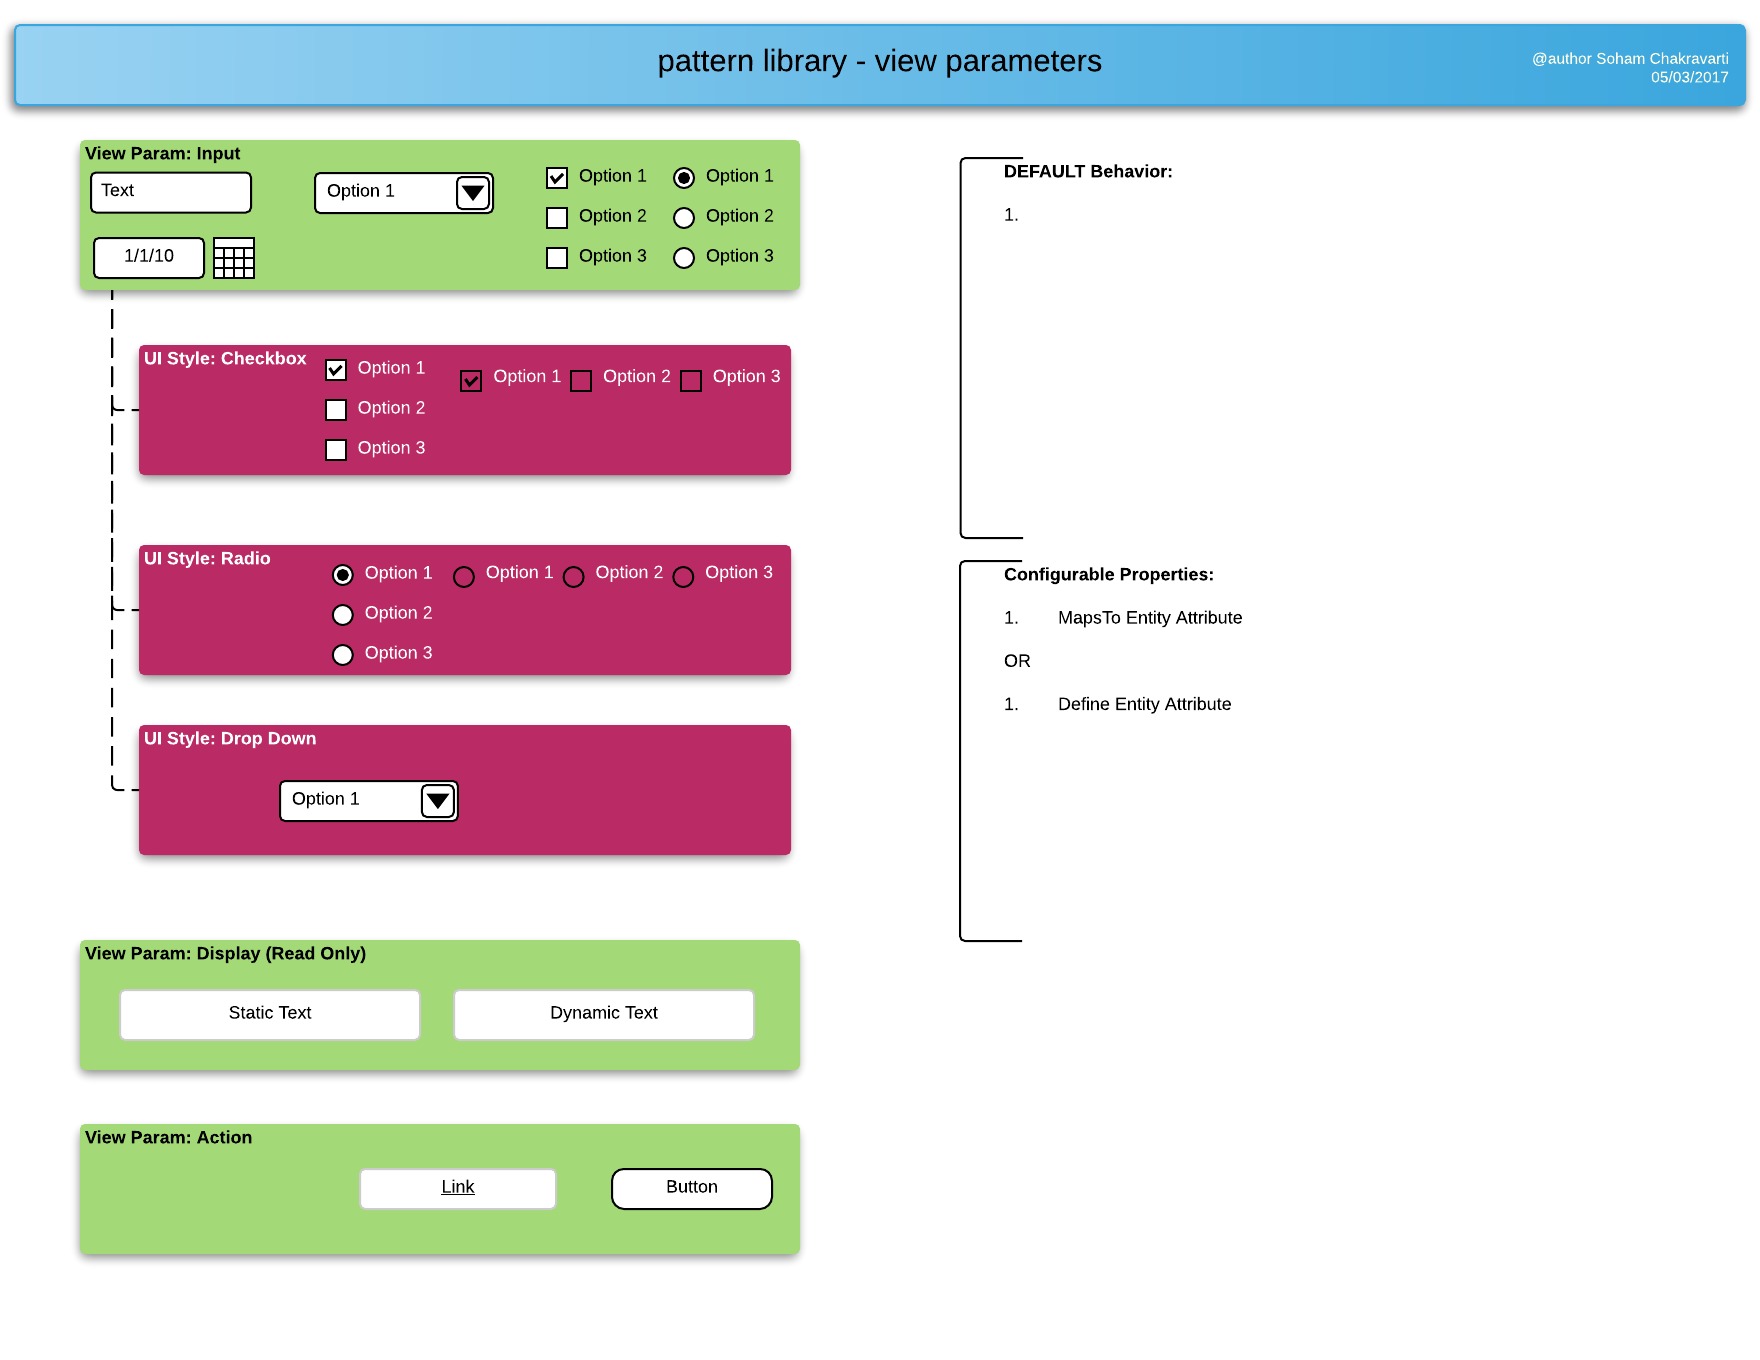 pattern library - view parameters
@author Soham Chakravarti
05/03/2017
View Param: Input
Text
Option 1
1/1/10
Option 1
Option 2
Option 3
Option 1
Option 2
Option 3
UI Style: Checkbox
Option 1
Option 2
Option 3
Option 1 Option 2 Option 3
UI Style: Radio
Option 1
Option 2
Option 3
Option 1 Option 2 Option 3
UI Style: Drop Down
Option 1
View Param: Display (Read Only)
Static Text
Dynamic Text
View Param: Action
Link
Button
DEFAULT Behavior:
1.
Configurable Properties:
1. MapsTo Entity Attribute
OR
1. Define Entity Attribute